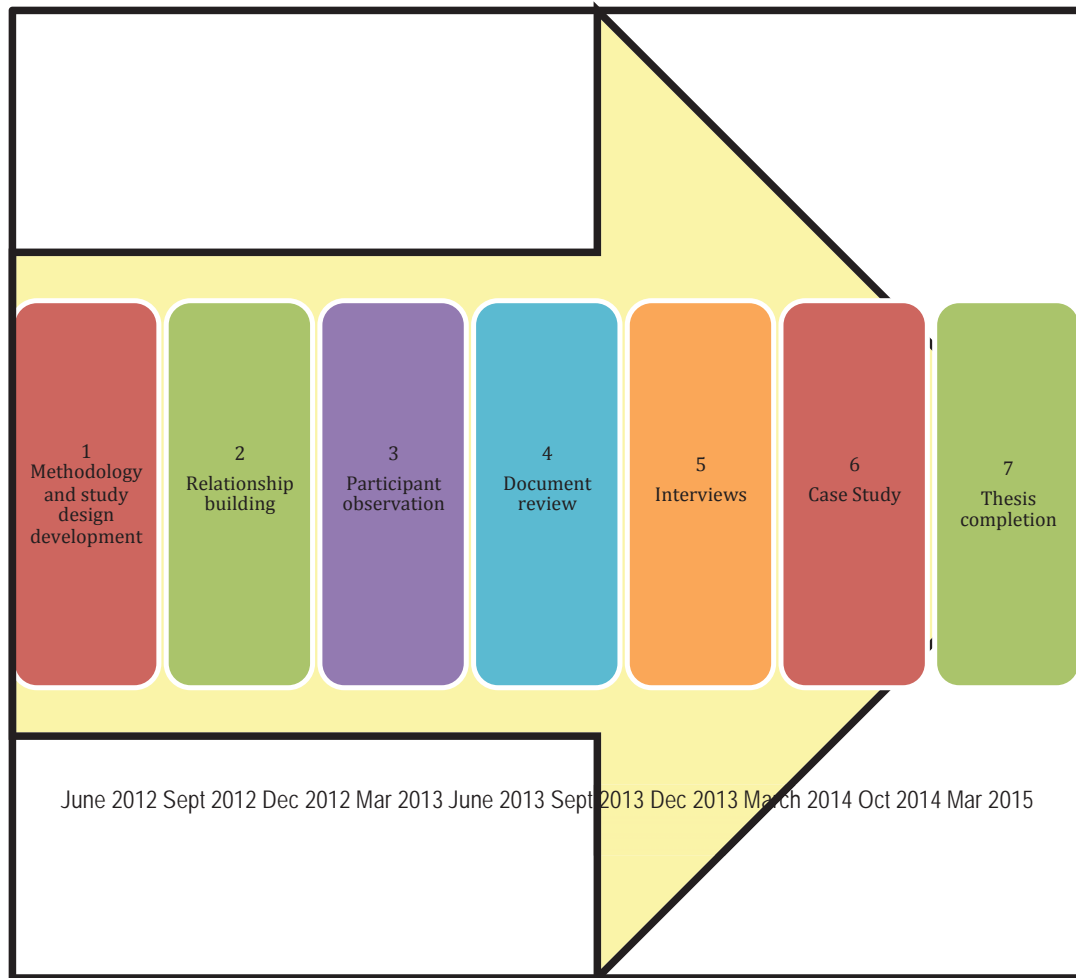 1
Methodology
and study
design
development
2
Relationship
building
3
Participant
observation
4
Document
review
5
Interviews
6
Case Study
7
Thesis
completion
June 2012 Sept 2012 Dec 2012 Mar 2013 June 2013 Sept 2013 Dec 2013 March 2014 Oct 2014 Mar 2015